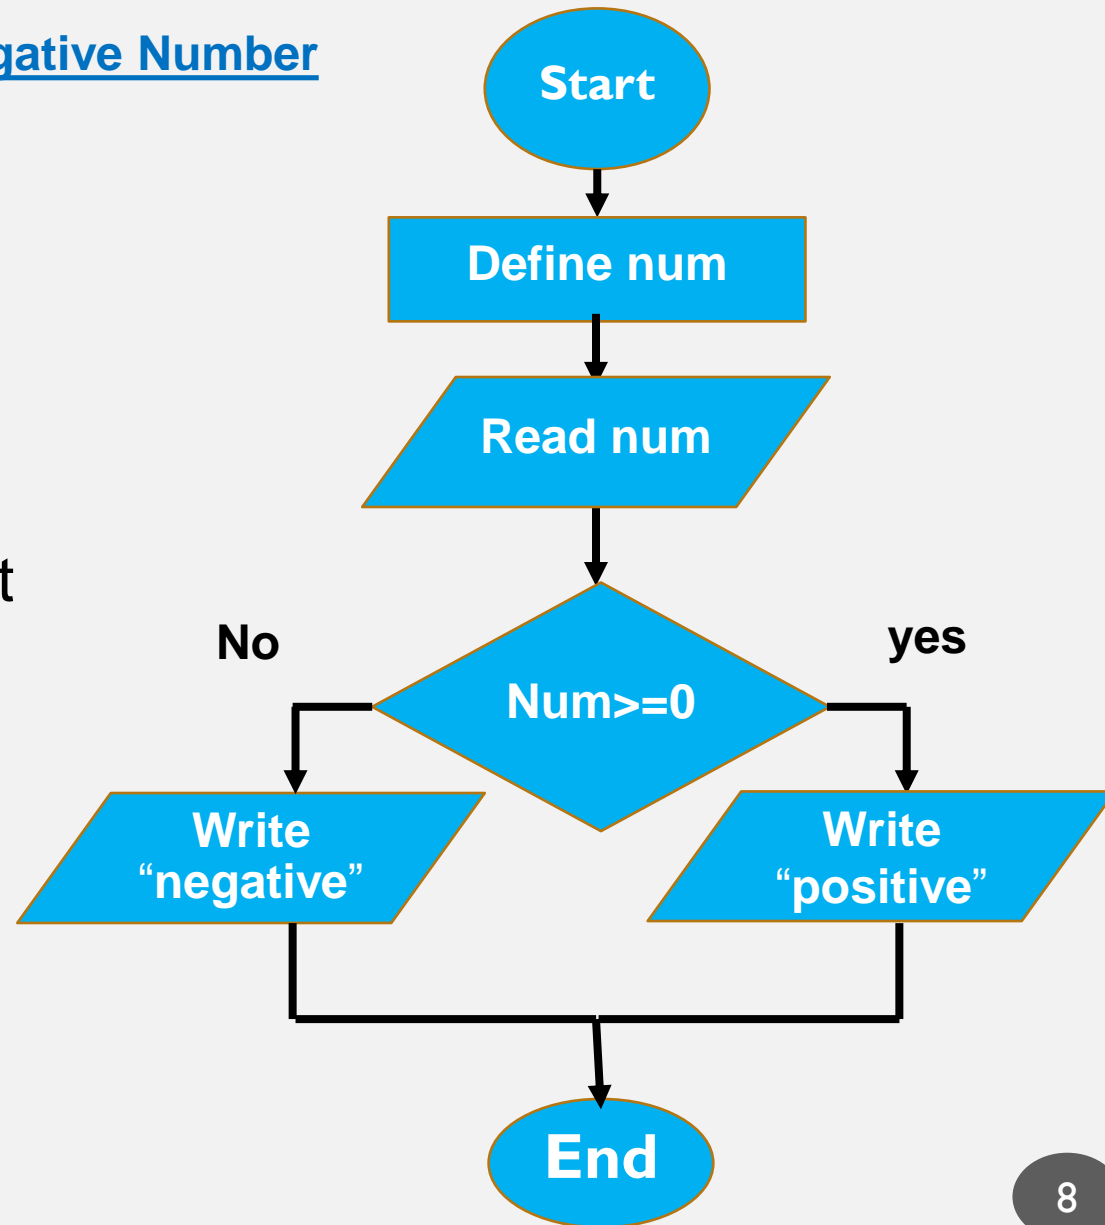 gative Number
Start
Define num
Read num
t
No
yes
Num>=0
Write
“negative”
Write
“positive”
End
8